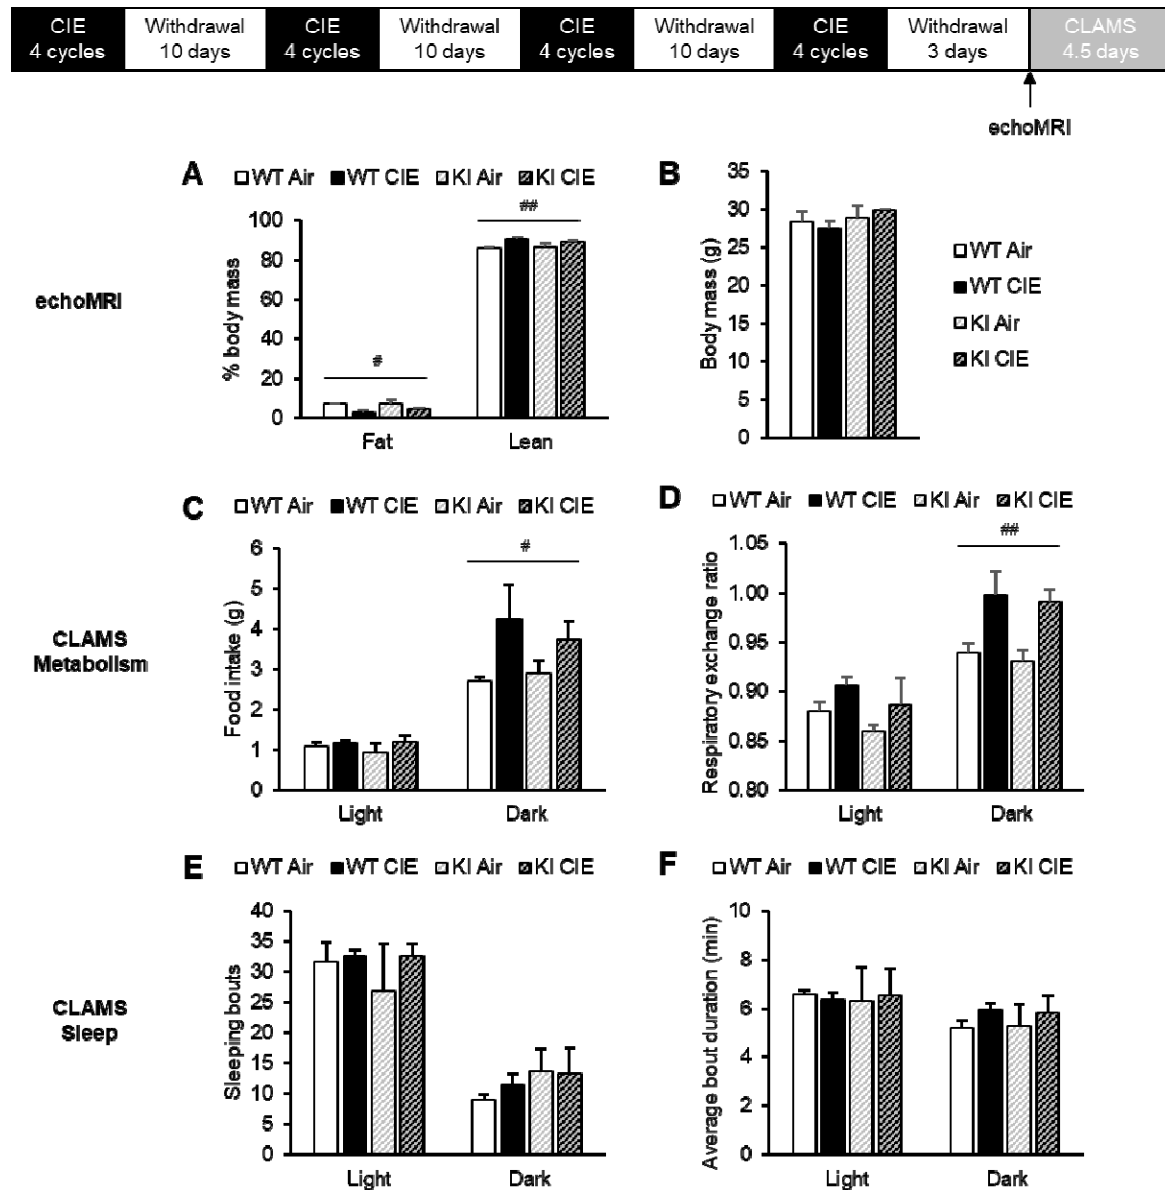 CIE Withdrawal CIE Withdrawal CIE Withdrawal CIE Withdrawal CLAMS
4 cycles 10 days 4 cycles 10 days 4 cycles 10 days 4 cycles 3 days 4.5 days
echoMRI
echoMRI
A
WT Air WT CIE KI Air KI CIE
% body mass
100
80
60
40
20
0
##
#
Fat Lean
B
Body mass (g)
35
30
25
20
15
10
5
0
WT Air
WT CIE
KI Air
KI CIE
CLAMS
Metabolism
C
WT Air WT CIE KI Air KI CIE
Food intake (g)
6
5
4
3
2
1
0
#
Light Dark
D
WT Air WT CIE KI Air KI CIE
Respiratory exchange ratio
1.05
1.00
0.95
0.90
0.85
0.80
##
Light Dark
CLAMS
Sleep
E
WT Air WT CIE KI Air KI CIE
Sleeping bouts
40
35
30
25
20
15
10
5
0
Light Dark
F
WT Air WT CIE KI Air KI CIE
Average bout duration (min)
10
8
6
4
2
0
Light Dark